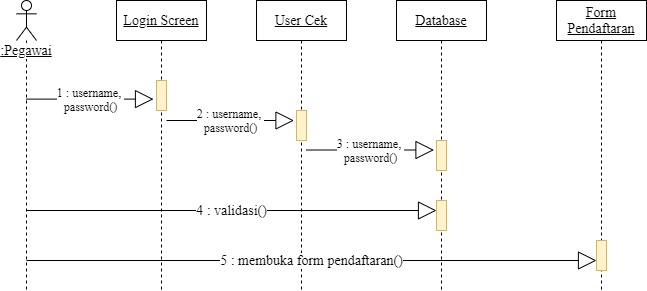 :Pegawai
Login Screen
User Cek
Database
Form
Pendaftaran
1 : username,
password()
2 : username,
password()
3 : username,
password()
4 : validasi()
5 : membuka form pendaftaran()